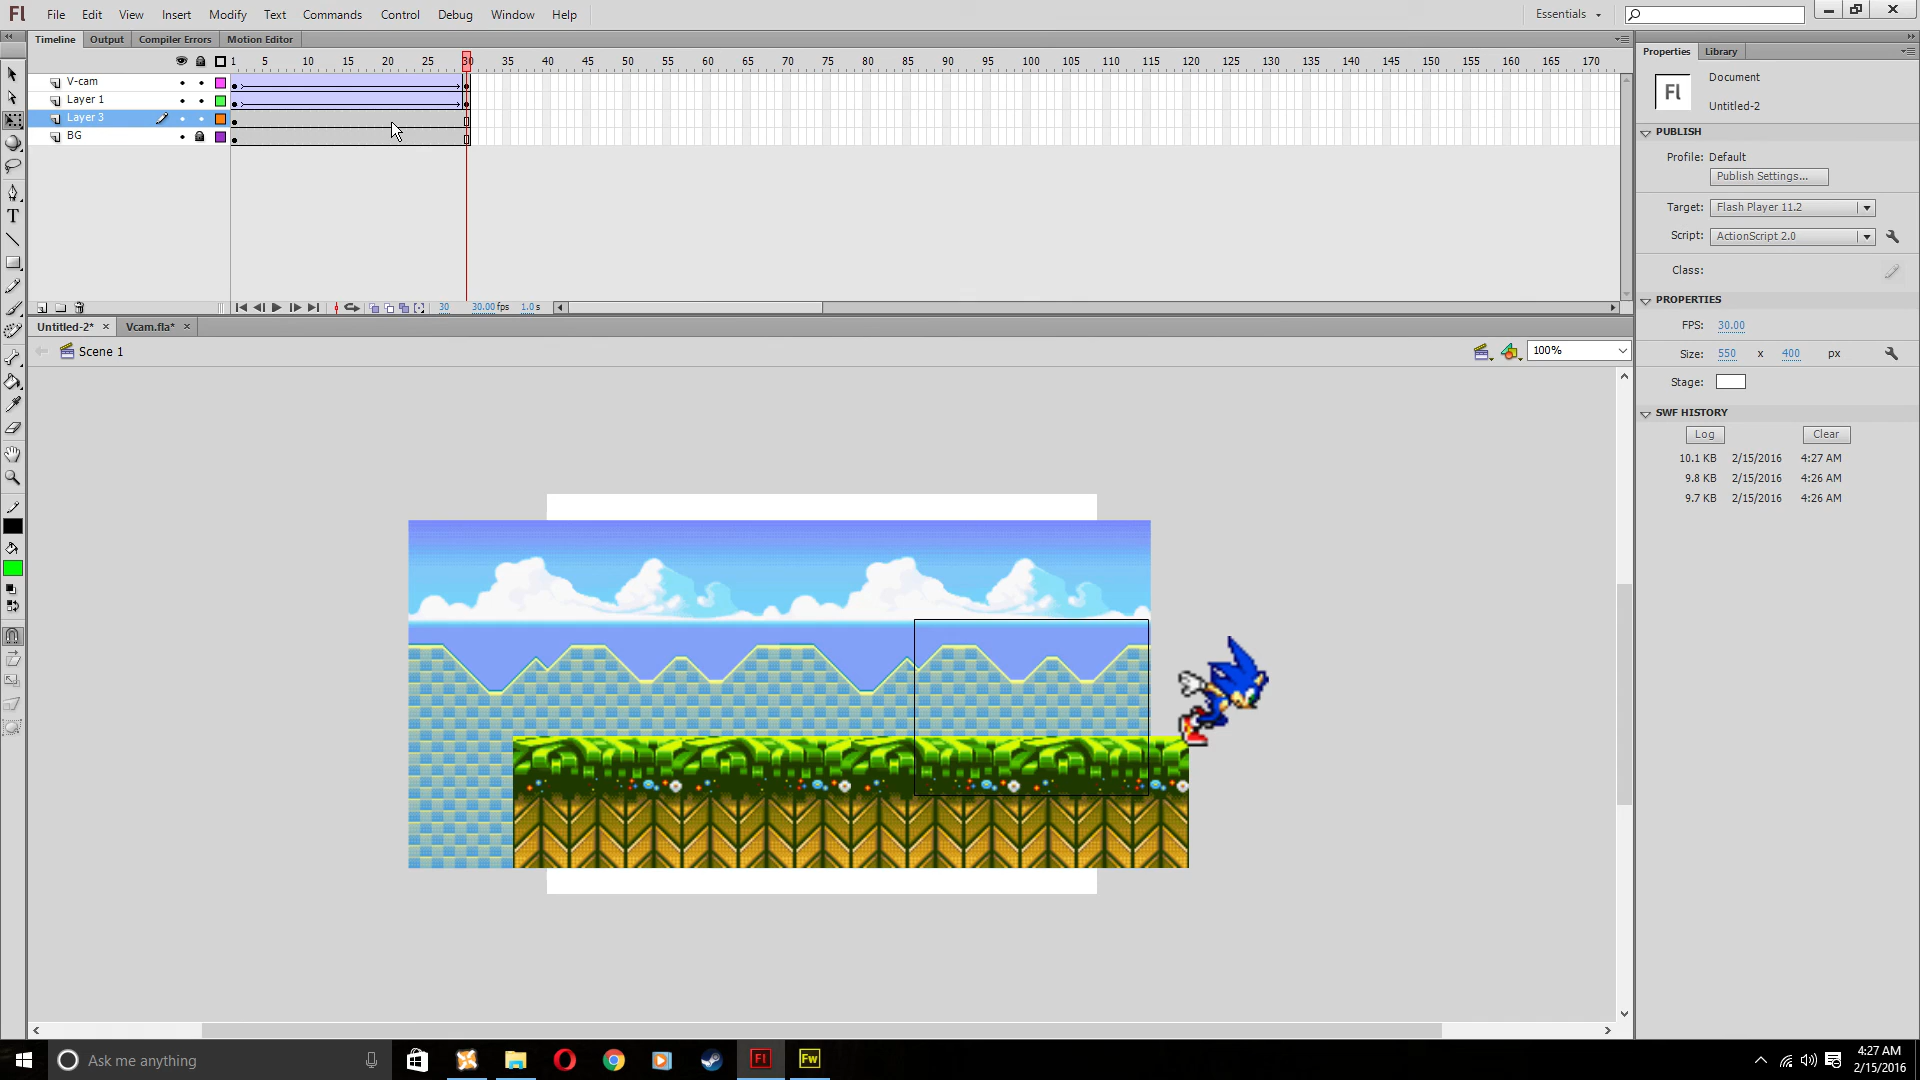 Fl File Edit View Insert Modify Text Commands Control Debug Window Help Essentials
Timeline Output Compiler Errors Motion Editor
1 5 10 15 20 25 30 35 40 45 50 55 60 65 70 75 80 85 90 95 100 105 110 115 120 125 130 135 140 145 150 155 160 165 170
V-cam
Layer 1
Layer 3
BG
30 30.00 fps 1.0 s
Untitled-2* × Vcam.fla* ×
Scene 1 100%
Properties Library
Fl Document
Untitled-2
PUBLISH
Profile: Default
Publish Settings...
Target: Flash Player 11.2
Script: ActionScript 2.0
Class:
PROPERTIES
FPS: 30.00
Size: 550 x 400 px
Stage:
SWF HISTORY
Log Clear
10.1 KB 2/15/2016 4:27 AM
9.8 KB 2/15/2016 4:26 AM
9.7 KB 2/15/2016 4:26 AM
T
Ask me anything Fl Fw 4:27 AM
2/15/2016